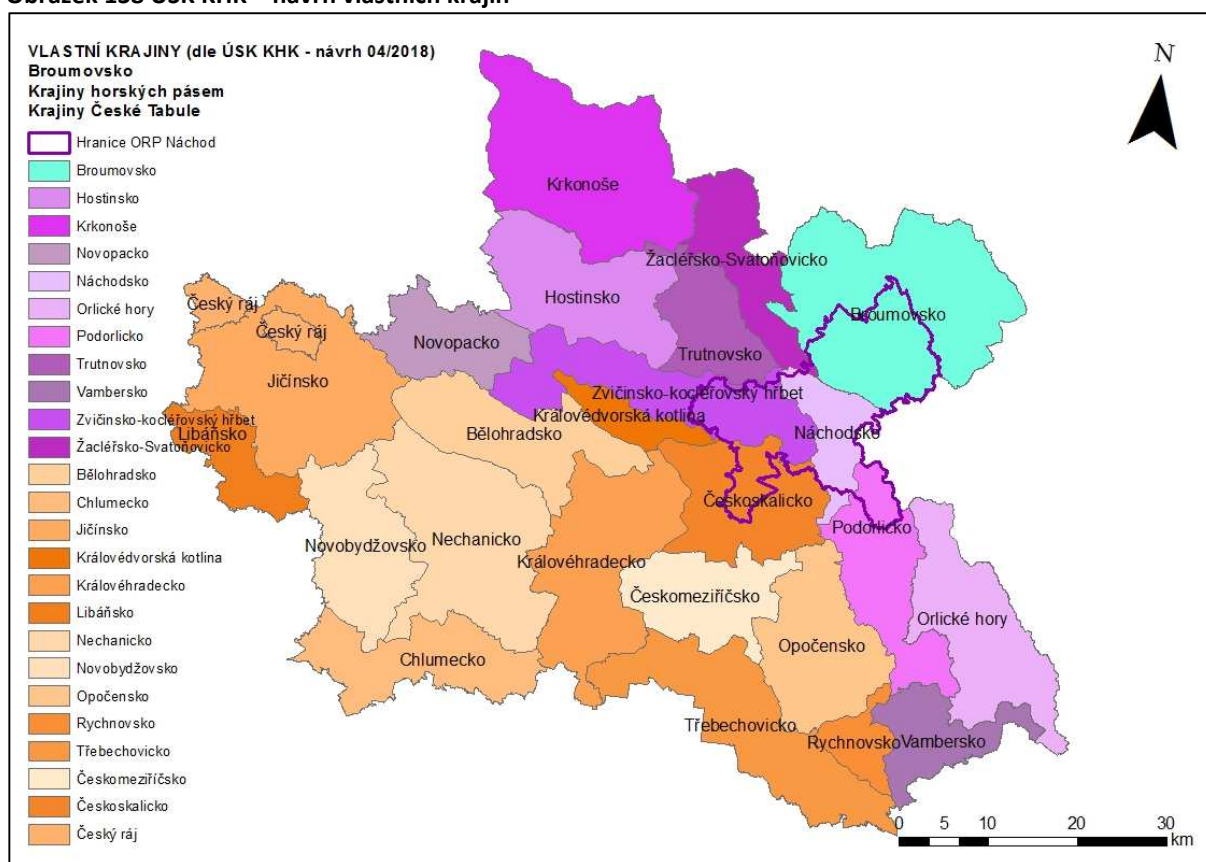 Obrázek 158 ÚSK KHK – návrh vlastních krajin
VLASTNÍ KRAJINY (dle ÚSK KHK - návrh 04/2018)
Broumovsko
Krajiny horských pásem
Krajiny České Tabule
Hranice ORP Náchod
Broumovsko
Hostinsko
Krkonoše
Novopacko
Náchodsko
Orlické hory
Podorlicko
Trutnovsko
Vambersko
Zvičinsko-kocléřovský hřbet
Žacléřsko-Svatoňovicko
Bělohradsko
Chlumecko
Jičínsko
Královédvorská kotlina
Královéhradecko
Libáňsko
Nechanicko
Novobydžovsko
Opočensko
Rychnovsko
Třebechovicko
Českomeziříčsko
Českoskalicko
Český ráj
N
Krkonoše
Žacléřsko-Svatoňovicko
Hostinsko
Broumovsko
Český ráj
Český ráj
Novopacko
Trutnovsko
Jičínsko
Zvičinsko-kocléřovský hřbet
Královédvorská kotlina
Libáňsko
Bělohradsko
Náchodsko
Českoskalicko
Podorlicko
Novobydžovsko
Nechanicko
Královéhradecko
Českomeziříčsko
Orlické hory
Opočensko
Chlumecko
Třebechovicko
Rychnovsko
Vambersko
0 5 10 20 30
km